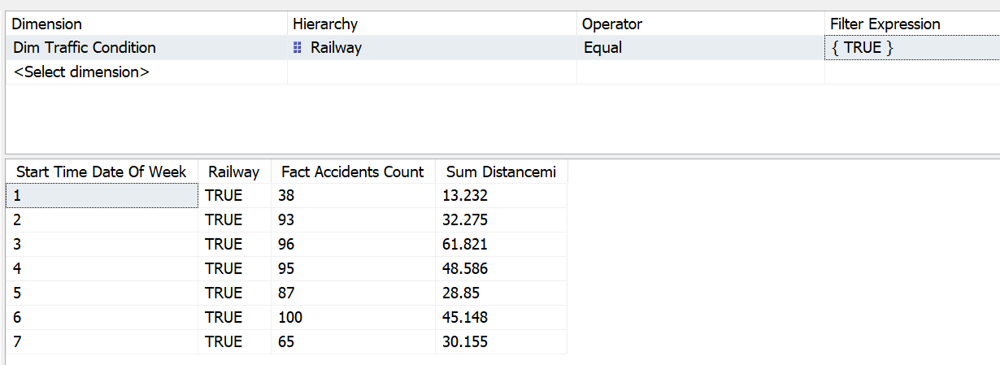 Dimension Hierarchy Operator Filter Expression
Dim Traffic Condition Railway Equal { TRUE }
<Select dimension>
Start Time Date Of Week Railway Fact Accidents Count Sum Distancemi
1 TRUE 38 13.232
2 TRUE 93 32.275
3 TRUE 96 61.821
4 TRUE 95 48.586
5 TRUE 87 28.85
6 TRUE 100 45.148
7 TRUE 65 30.155